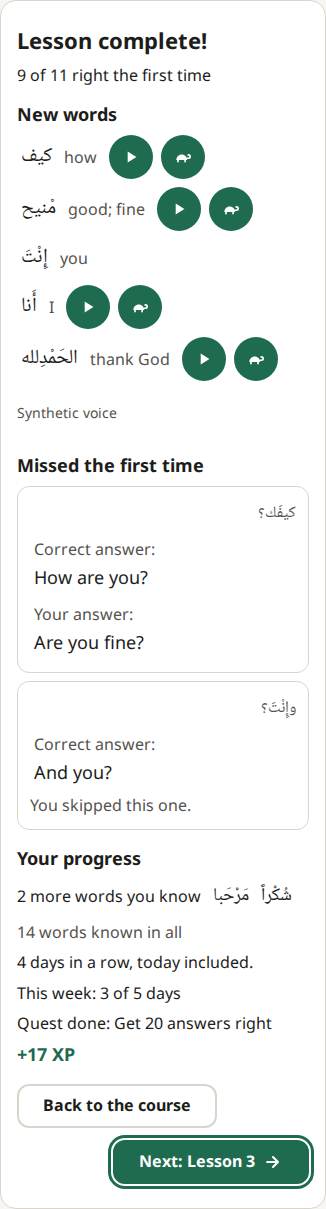 Lesson complete!
9 of 11 right the first time
New words
كيف how
مْنيح good; fine
إِنْتَ you
أَنا I
الحَمْدِلله thank God
Synthetic voice
Missed the first time
كيفَك؟
Correct answer:
How are you?
Your answer:
Are you fine?
وإِنْتَ؟
Correct answer:
And you?
You skipped this one.
Your progress
2 more words you know مَرْحَبا شُكْراً
14 words known in all
4 days in a row, today included.
This week: 3 of 5 days
Quest done: Get 20 answers right
+17 XP
Back to the course
Next: Lesson 3 →